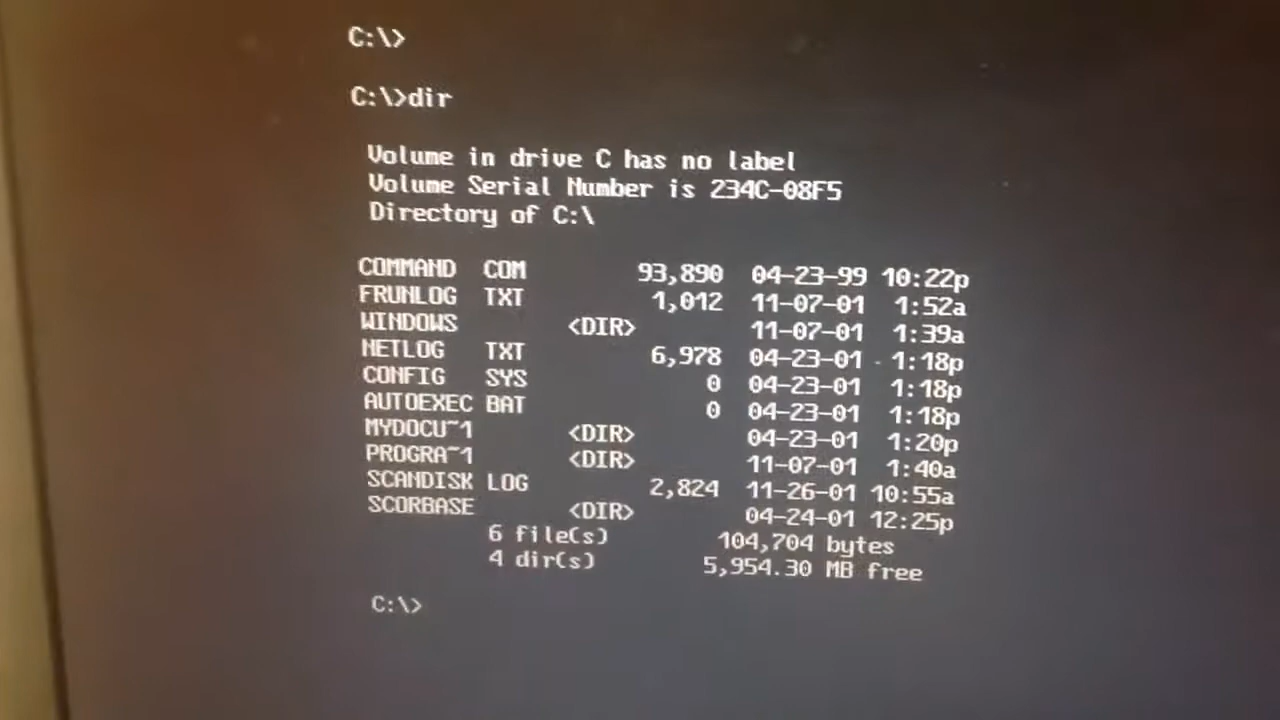 C:\>
C:\>dir
Volume in drive C has no label
Volume Serial Number is 234C-08F5
Directory of C:\
COMMAND  COM        93,890  04-23-99 10:22p
FRUNLOG  TXT         1,012  11-07-01  1:52a
WINDOWS        <DIR>        11-07-01  1:39a
NETLOG   TXT         6,978  04-23-01  1:18p
CONFIG   SYS             0  04-23-01  1:18p
AUTOEXEC BAT             0  04-23-01  1:18p
MYDOCU~1       <DIR>        04-23-01  1:20p
PROGRA~1       <DIR>        11-07-01  1:40a
SCANDISK LOG         2,824  11-26-01 10:55a
SCORBASE       <DIR>        04-24-01 12:25p
6 file(s)        104,704 bytes
4 dir(s)        5,954.30 MB free
C:\>